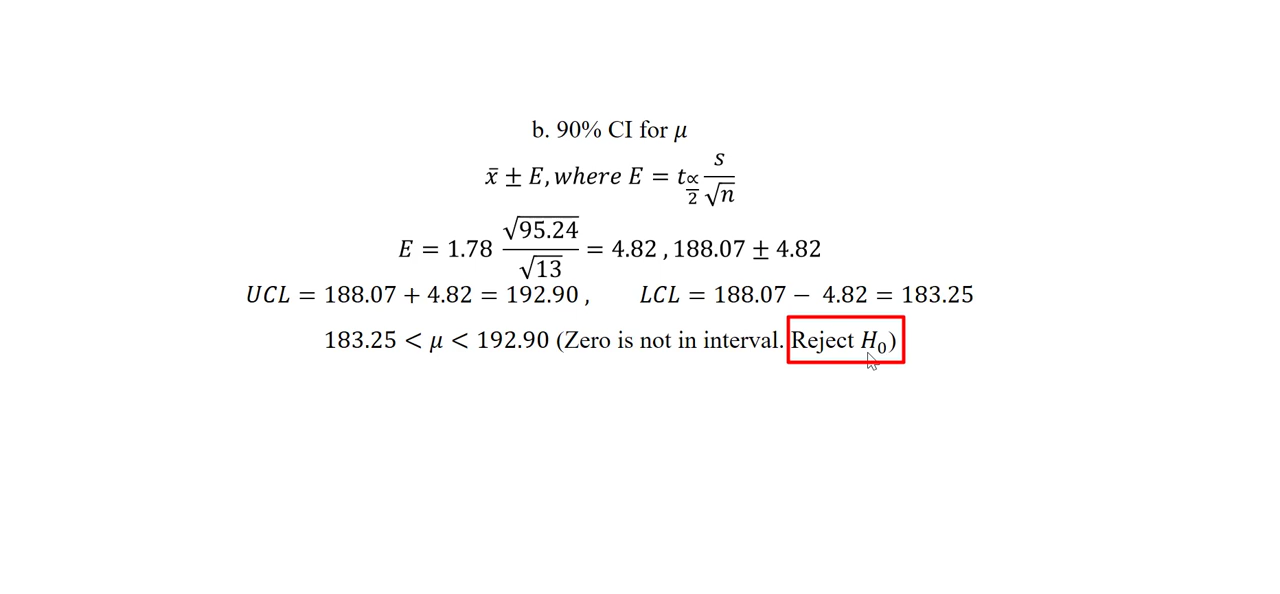 b. 90% CI for μ
x̄ ± E, where E = t_{∝/2} s/√n
E = 1.78 √95.24/√13 = 4.82 , 188.07 ± 4.82
UCL = 188.07 + 4.82 = 192.90 , LCL = 188.07 − 4.82 = 183.25
183.25 < μ < 192.90 (Zero is not in interval. Reject H₀)